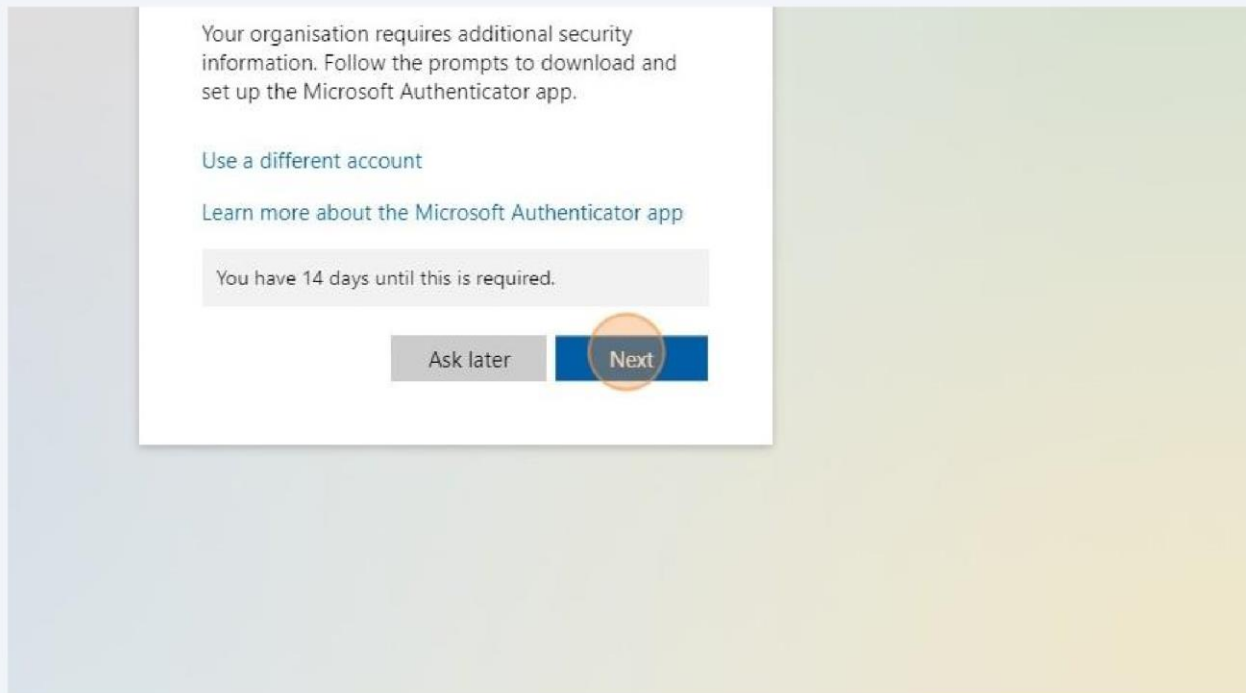 Your organisation requires additional security
information. Follow the prompts to download and
set up the Microsoft Authenticator app.
Use a different account
Learn more about the Microsoft Authenticator app
You have 14 days until this is required.
Ask later
Next